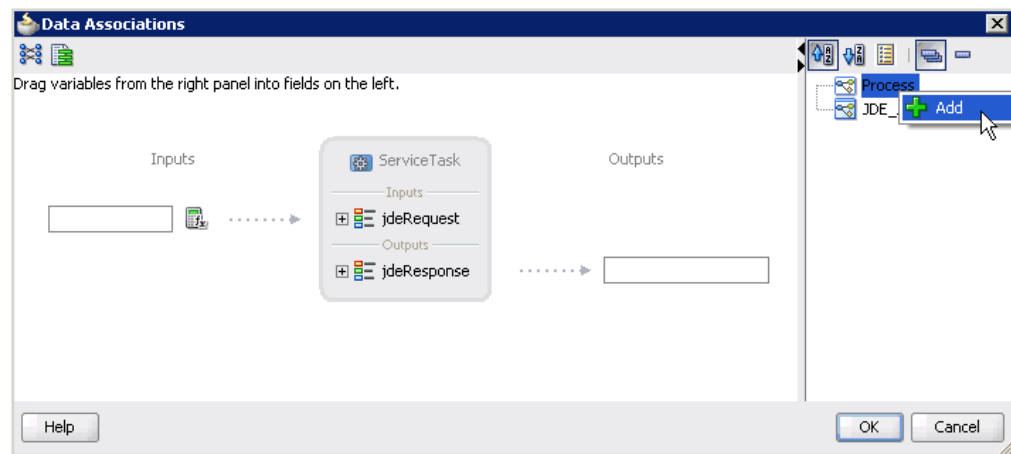 Data Associations
Drag variables from the right panel into fields on the left.
Process
JDE_
Add
Inputs
ServiceTask
Outputs
Inputs
jdeRequest
Outputs
jdeResponse
Help
OK
Cancel